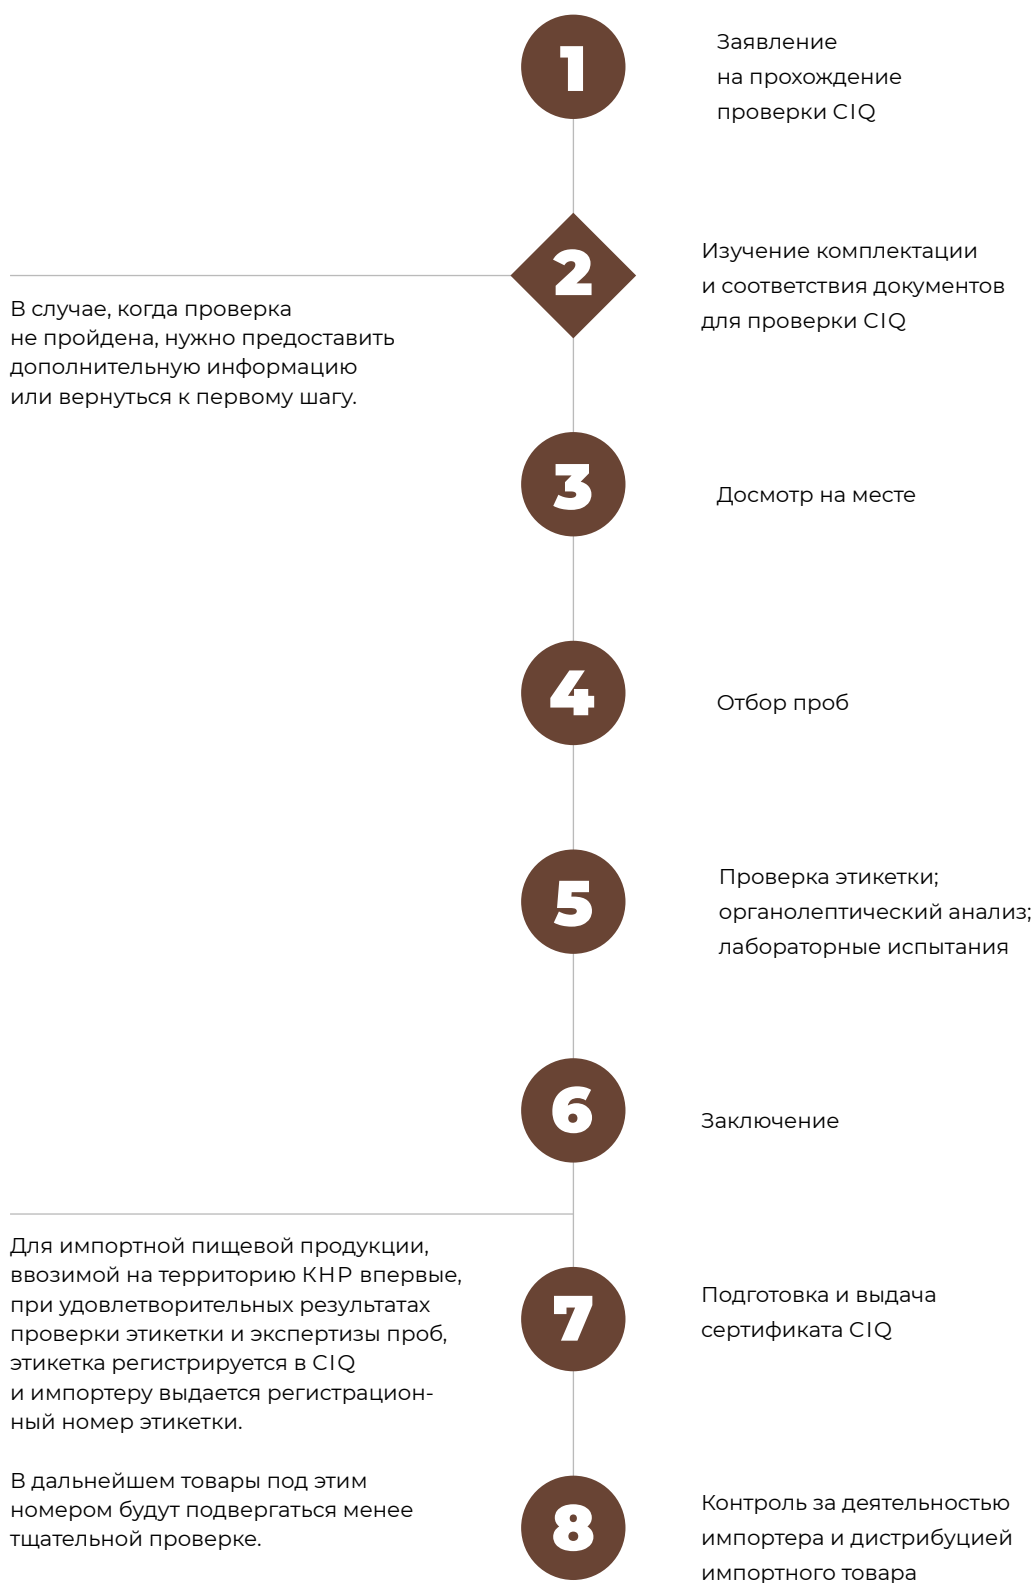 1
Заявление
на прохождение
проверки CIQ
2
Изучение комплектации
и соответствия документов
для проверки CIQ
В случае, когда проверка
не пройдена, нужно предоставить
дополнительную информацию
или вернуться к первому шагу.
3
Досмотр на месте
4
Отбор проб
5
Проверка этикетки;
органолептический анализ;
лабораторные испытания
6
Заключение
Для импортной пищевой продукции,
ввозимой на территорию КНР впервые,
при удовлетворительных результатах
проверки этикетки и экспертизы проб,
этикетка регистрируется в CIQ
и импортеру выдается регистрацион-
ный номер этикетки.
В дальнейшем товары под этим
номером будут подвергаться менее
тщательной проверке.
7
Подготовка и выдача
сертификата CIQ
8
Контроль за деятельностью
импортера и дистрибуцией
импортного товара